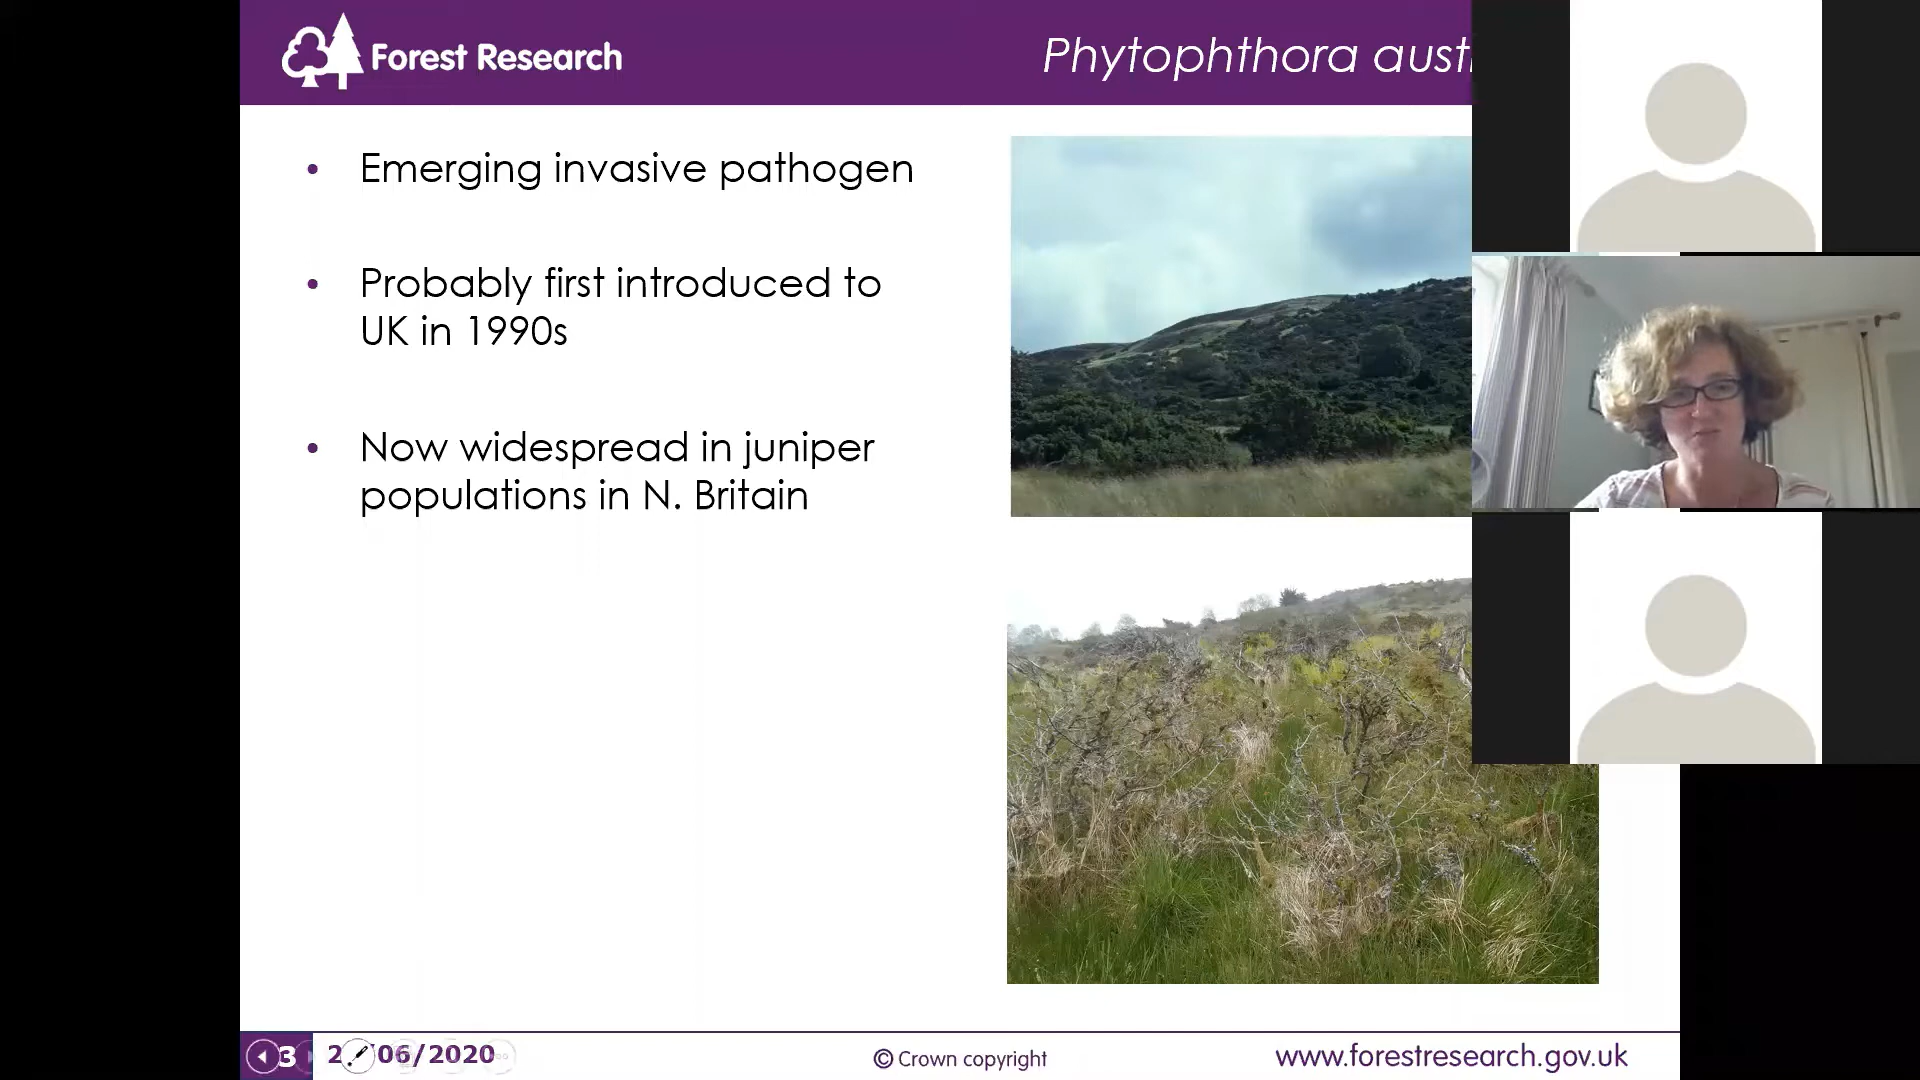 Forest Research
Phytophthora aust
• Emerging invasive pathogen
• Probably first introduced to
UK in 1990s
• Now widespread in juniper
populations in N. Britain
3
/06/2020
© Crown copyright
www.forestresearch.gov.uk